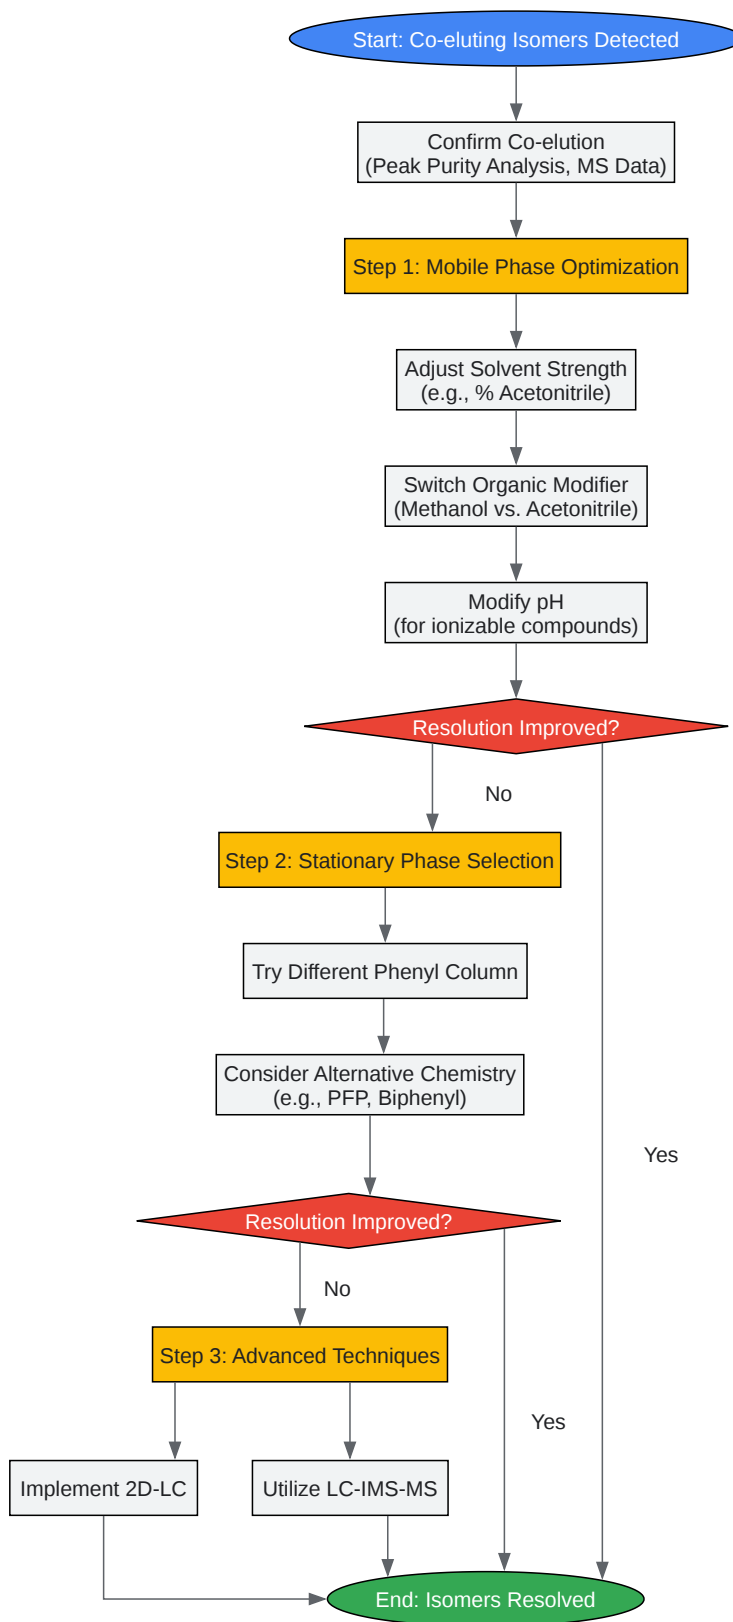 Start: Co-eluting Isomers Detected
Confirm Co-elution
(Peak Purity Analysis, MS Data)
Step 1: Mobile Phase Optimization
Adjust Solvent Strength
(e.g., % Acetonitrile)
Switch Organic Modifier
(Methanol vs. Acetonitrile)
Modify pH
(for ionizable compounds)
Resolution Improved?
No
Step 2: Stationary Phase Selection
Try Different Phenyl Column
Consider Alternative Chemistry
(e.g., PFP, Biphenyl)
Yes
Resolution Improved?
No
Step 3: Advanced Techniques
Yes
Implement 2D-LC
Utilize LC-IMS-MS
End: Isomers Resolved